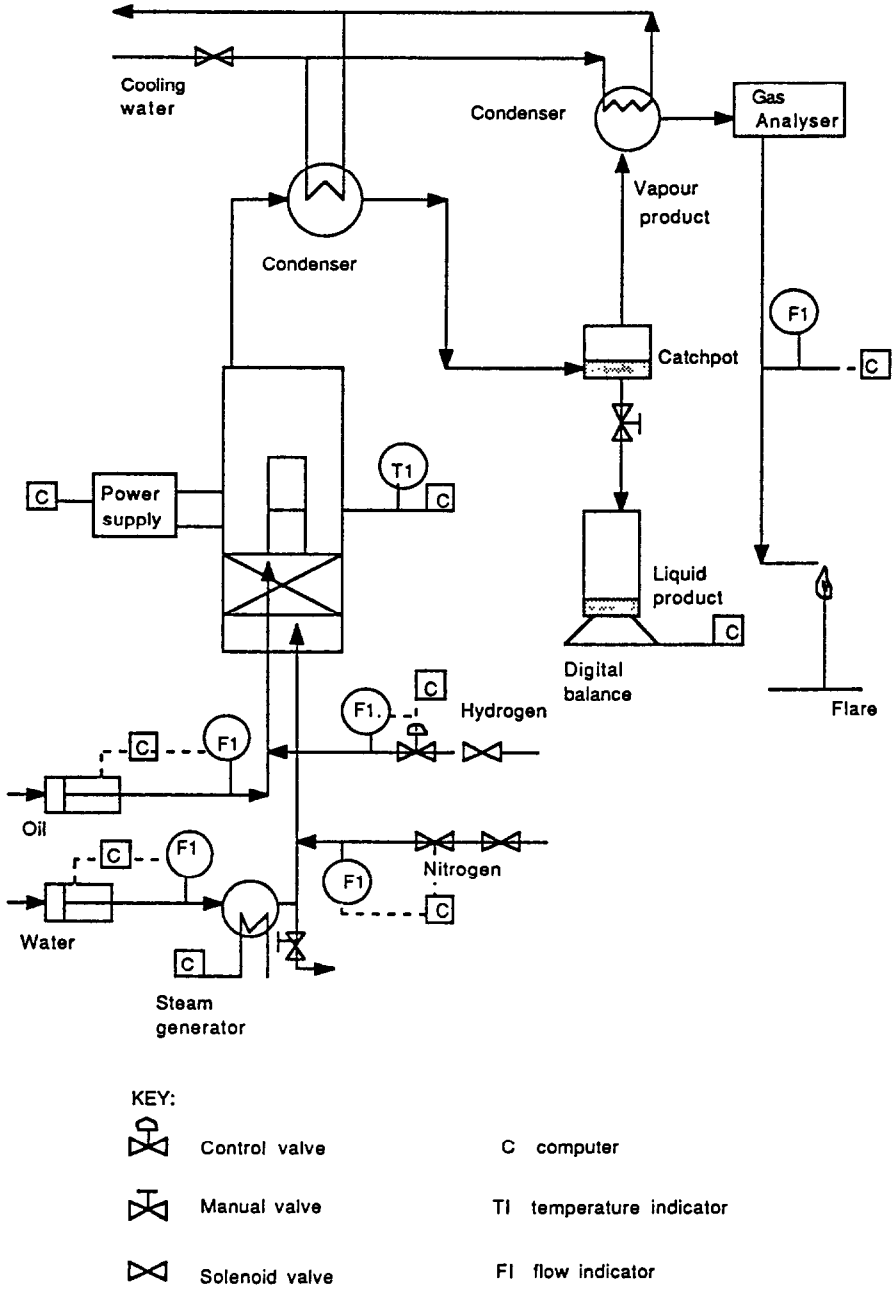 Cooling
water
Condenser
Gas
Analyser
Vapour
product
Condenser
F1
Catchpot
C
T1
C
Power
supply
C
Liquid
product
C
Digital
balance
C
F1.
Hydrogen
Flare
C
F1
Oil
C
F1
Nitrogen
F1
C
Water
C
Steam
generator
KEY:
Control valve
C computer
Manual valve
TI temperature indicator
Solenoid valve
FI flow indicator